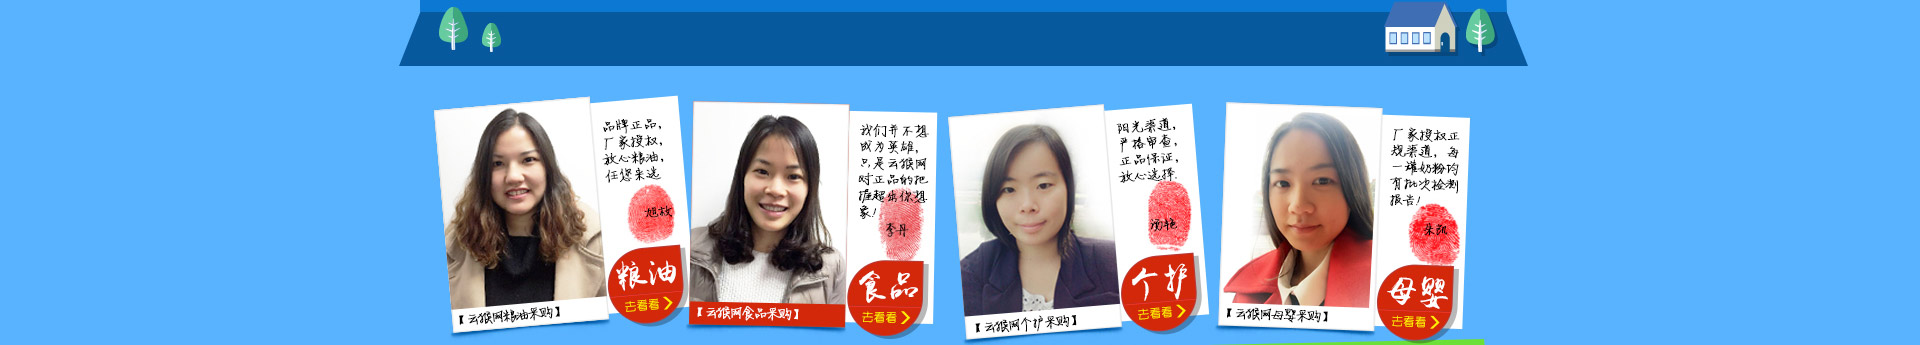 品牌正品，
厂家授权，
放心粮油，
任您来选
旭放
粮油
去看看
【云猴网粮油采购】
我们并不想
成为英雄，
只是云猴网
对正品的把
握超出你想
象！
李丹
食品
去看看
【云猴网食品采购】
阳光渠道，
严格审查，
正品保证，
放心选择.
个护
去看看
【云猴网个护采购】
厂家授权正
规渠道，每
一罐奶粉均
有批次检测
报告！
朱凯
母婴
去看看
【云猴网母婴采购】